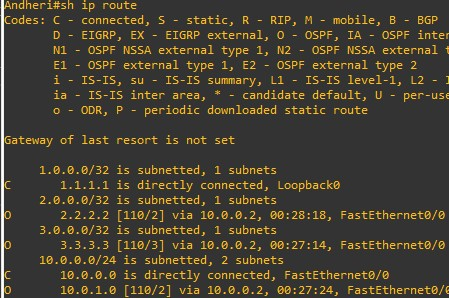 Andheri#sh ip route
Codes: C - connected, S - static, R - RIP, M - mobile, B - BGP
D - EIGRP, EX - EIGRP external, O - OSPF, IA - OSPF inter
N1 - OSPF NSSA external type 1, N2 - OSPF NSSA external t
E1 - OSPF external type 1, E2 - OSPF external type 2
i - IS-IS, su - IS-IS summary, L1 - IS-IS level-1, L2 - I
ia - IS-IS inter area, * - candidate default, U - per-use
o - ODR, P - periodic downloaded static route
Gateway of last resort is not set
1.0.0.0/32 is subnetted, 1 subnets
C 1.1.1.1 is directly connected, Loopback0
2.0.0.0/32 is subnetted, 1 subnets
O 2.2.2.2 [110/2] via 10.0.0.2, 00:28:18, FastEthernet0/0
3.0.0.0/32 is subnetted, 1 subnets
O 3.3.3.3 [110/3] via 10.0.0.2, 00:27:14, FastEthernet0/0
10.0.0.0/24 is subnetted, 2 subnets
C 10.0.0.0 is directly connected, FastEthernet0/0
O 10.0.1.0 [110/2] via 10.0.0.2, 00:27:24, FastEthernet0/0